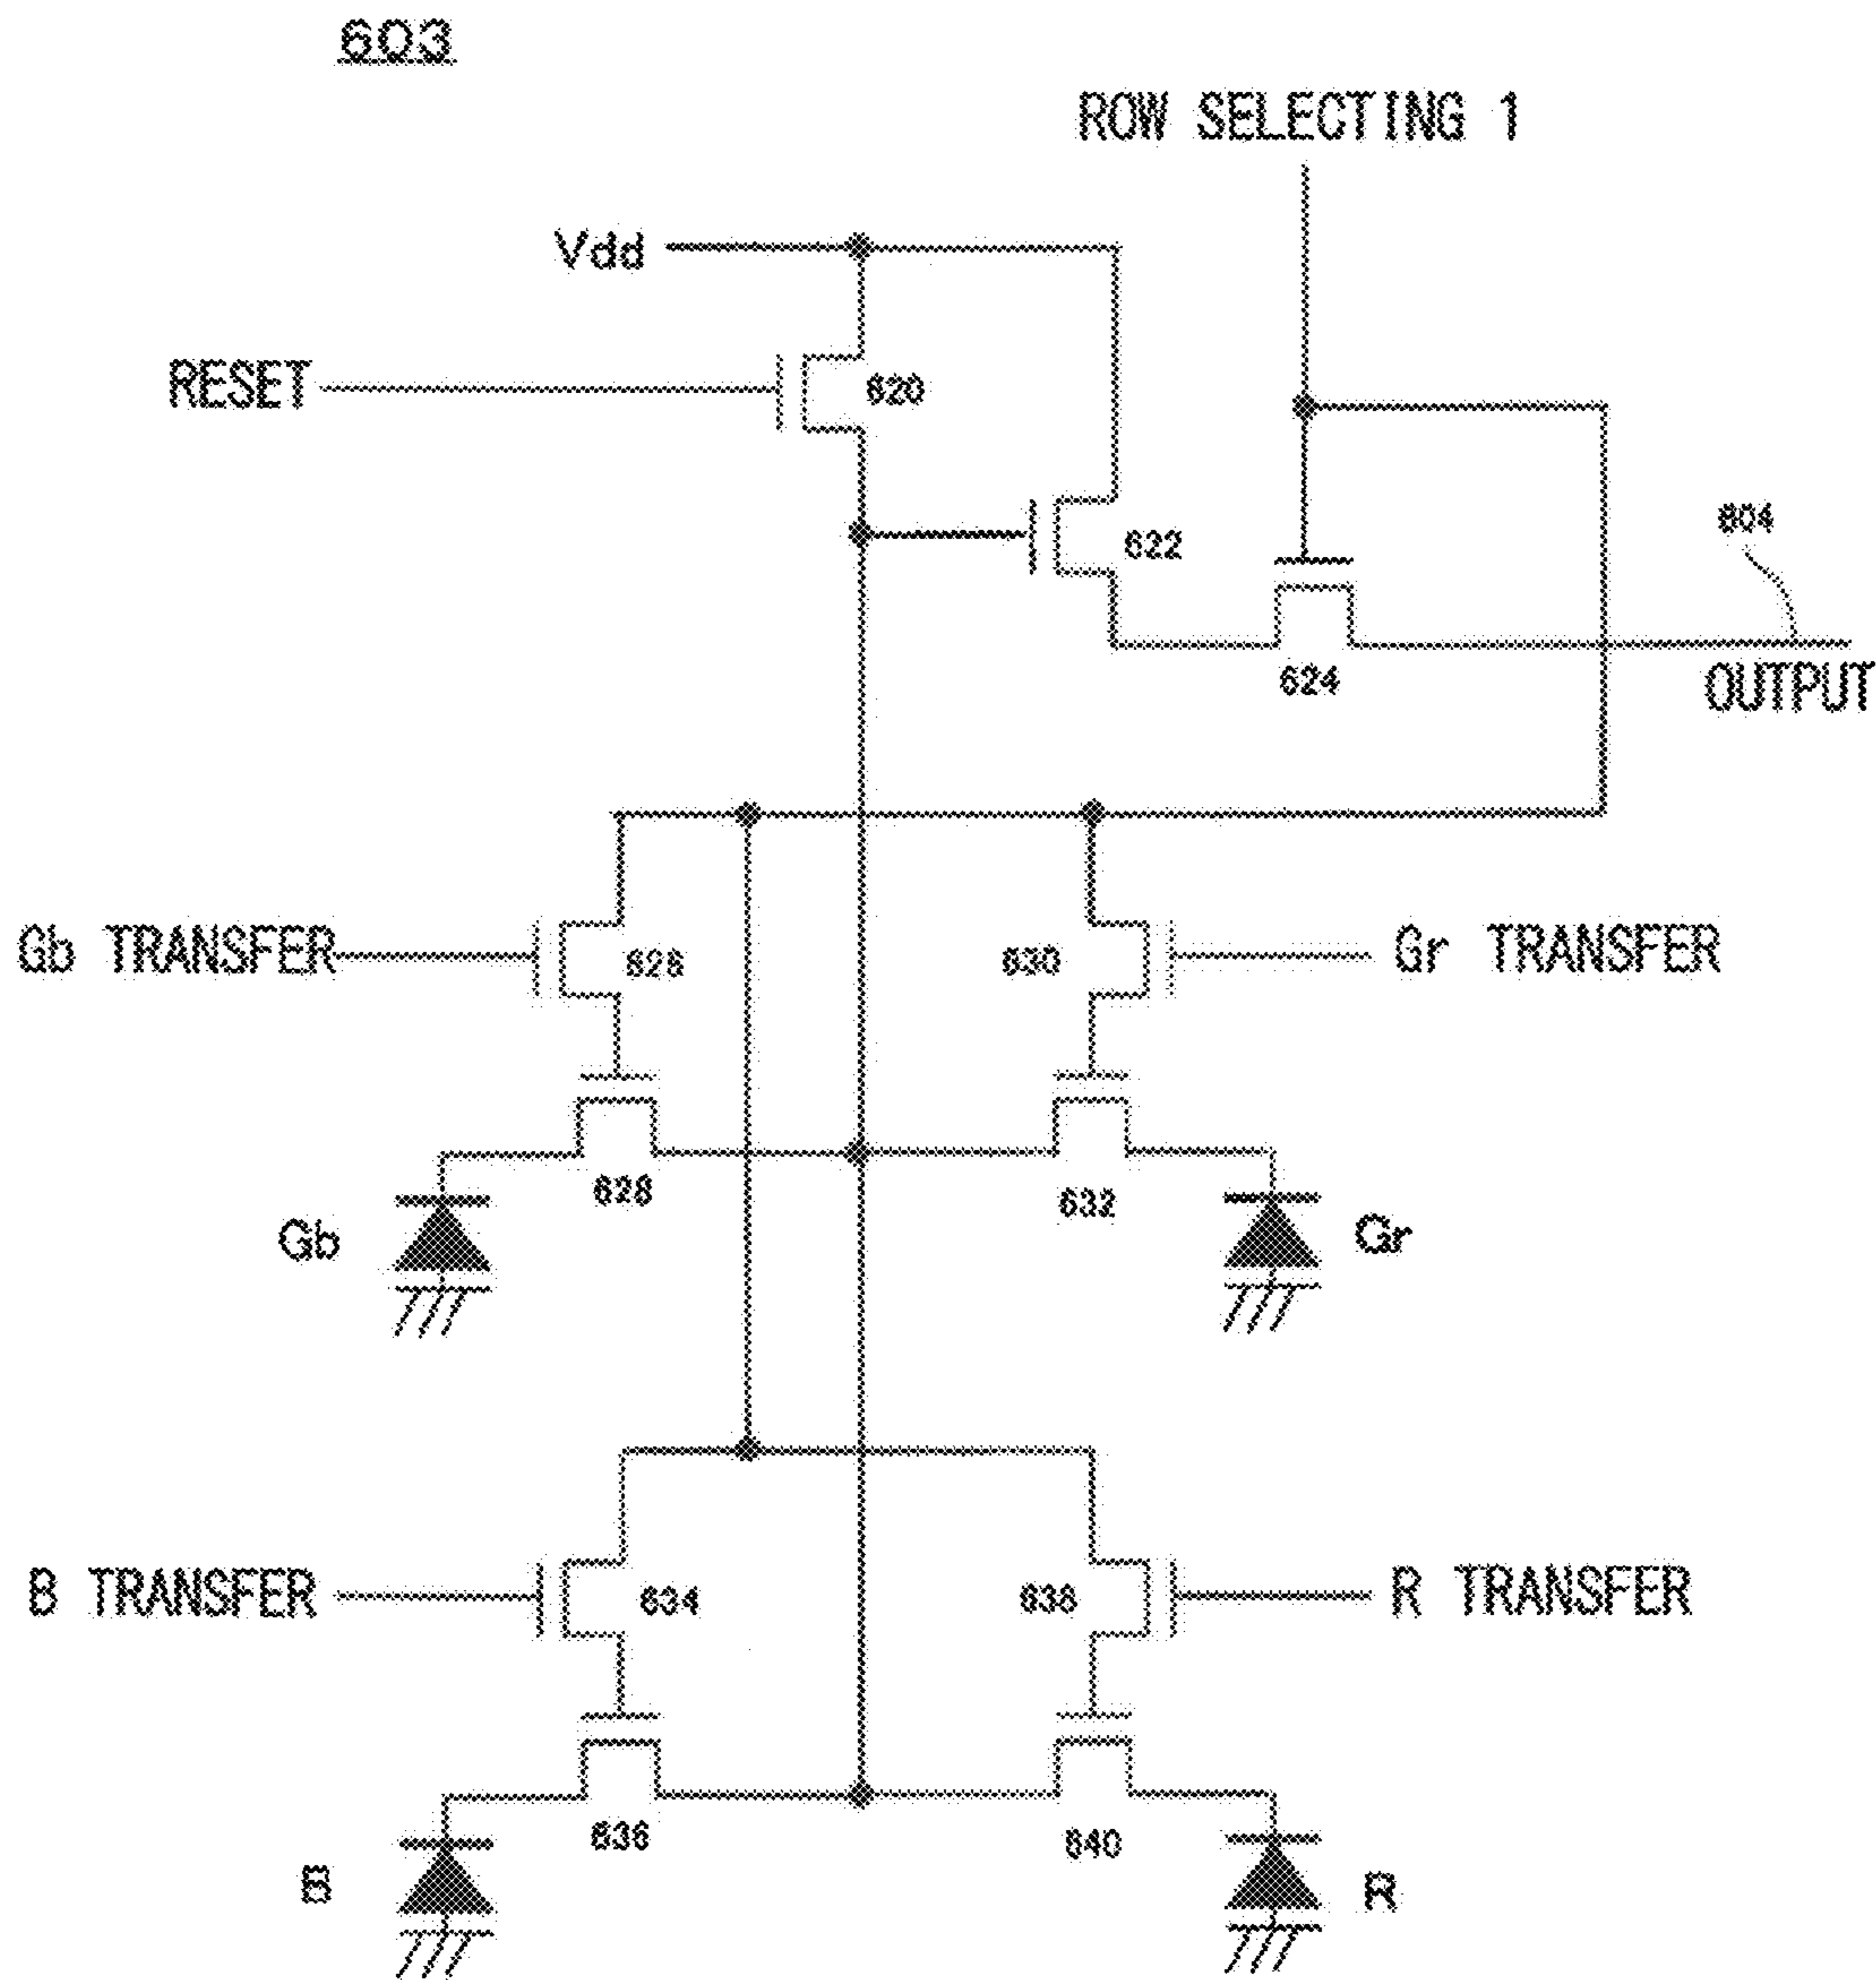 603
ROW SELECTING 1
Vdd
RESET
620
622
804
624
OUTPUT
Gb TRANSFER
626
630
Gr TRANSFER
628
632
Gb
Gr
B TRANSFER
634
638
R TRANSFER
636
640
B
R